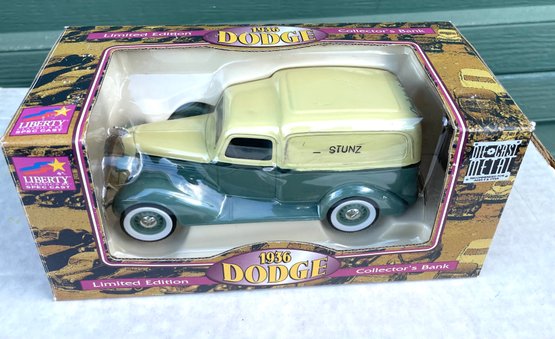 1936
Limited Edition DODGE Collector's Bank
LIBERTY
SPEC CAST
LIBERTY
SPEC CAST
_ STUNZ
DIE-CAST
METAL
1936
DODGE
Limited Edition Collector's Bank